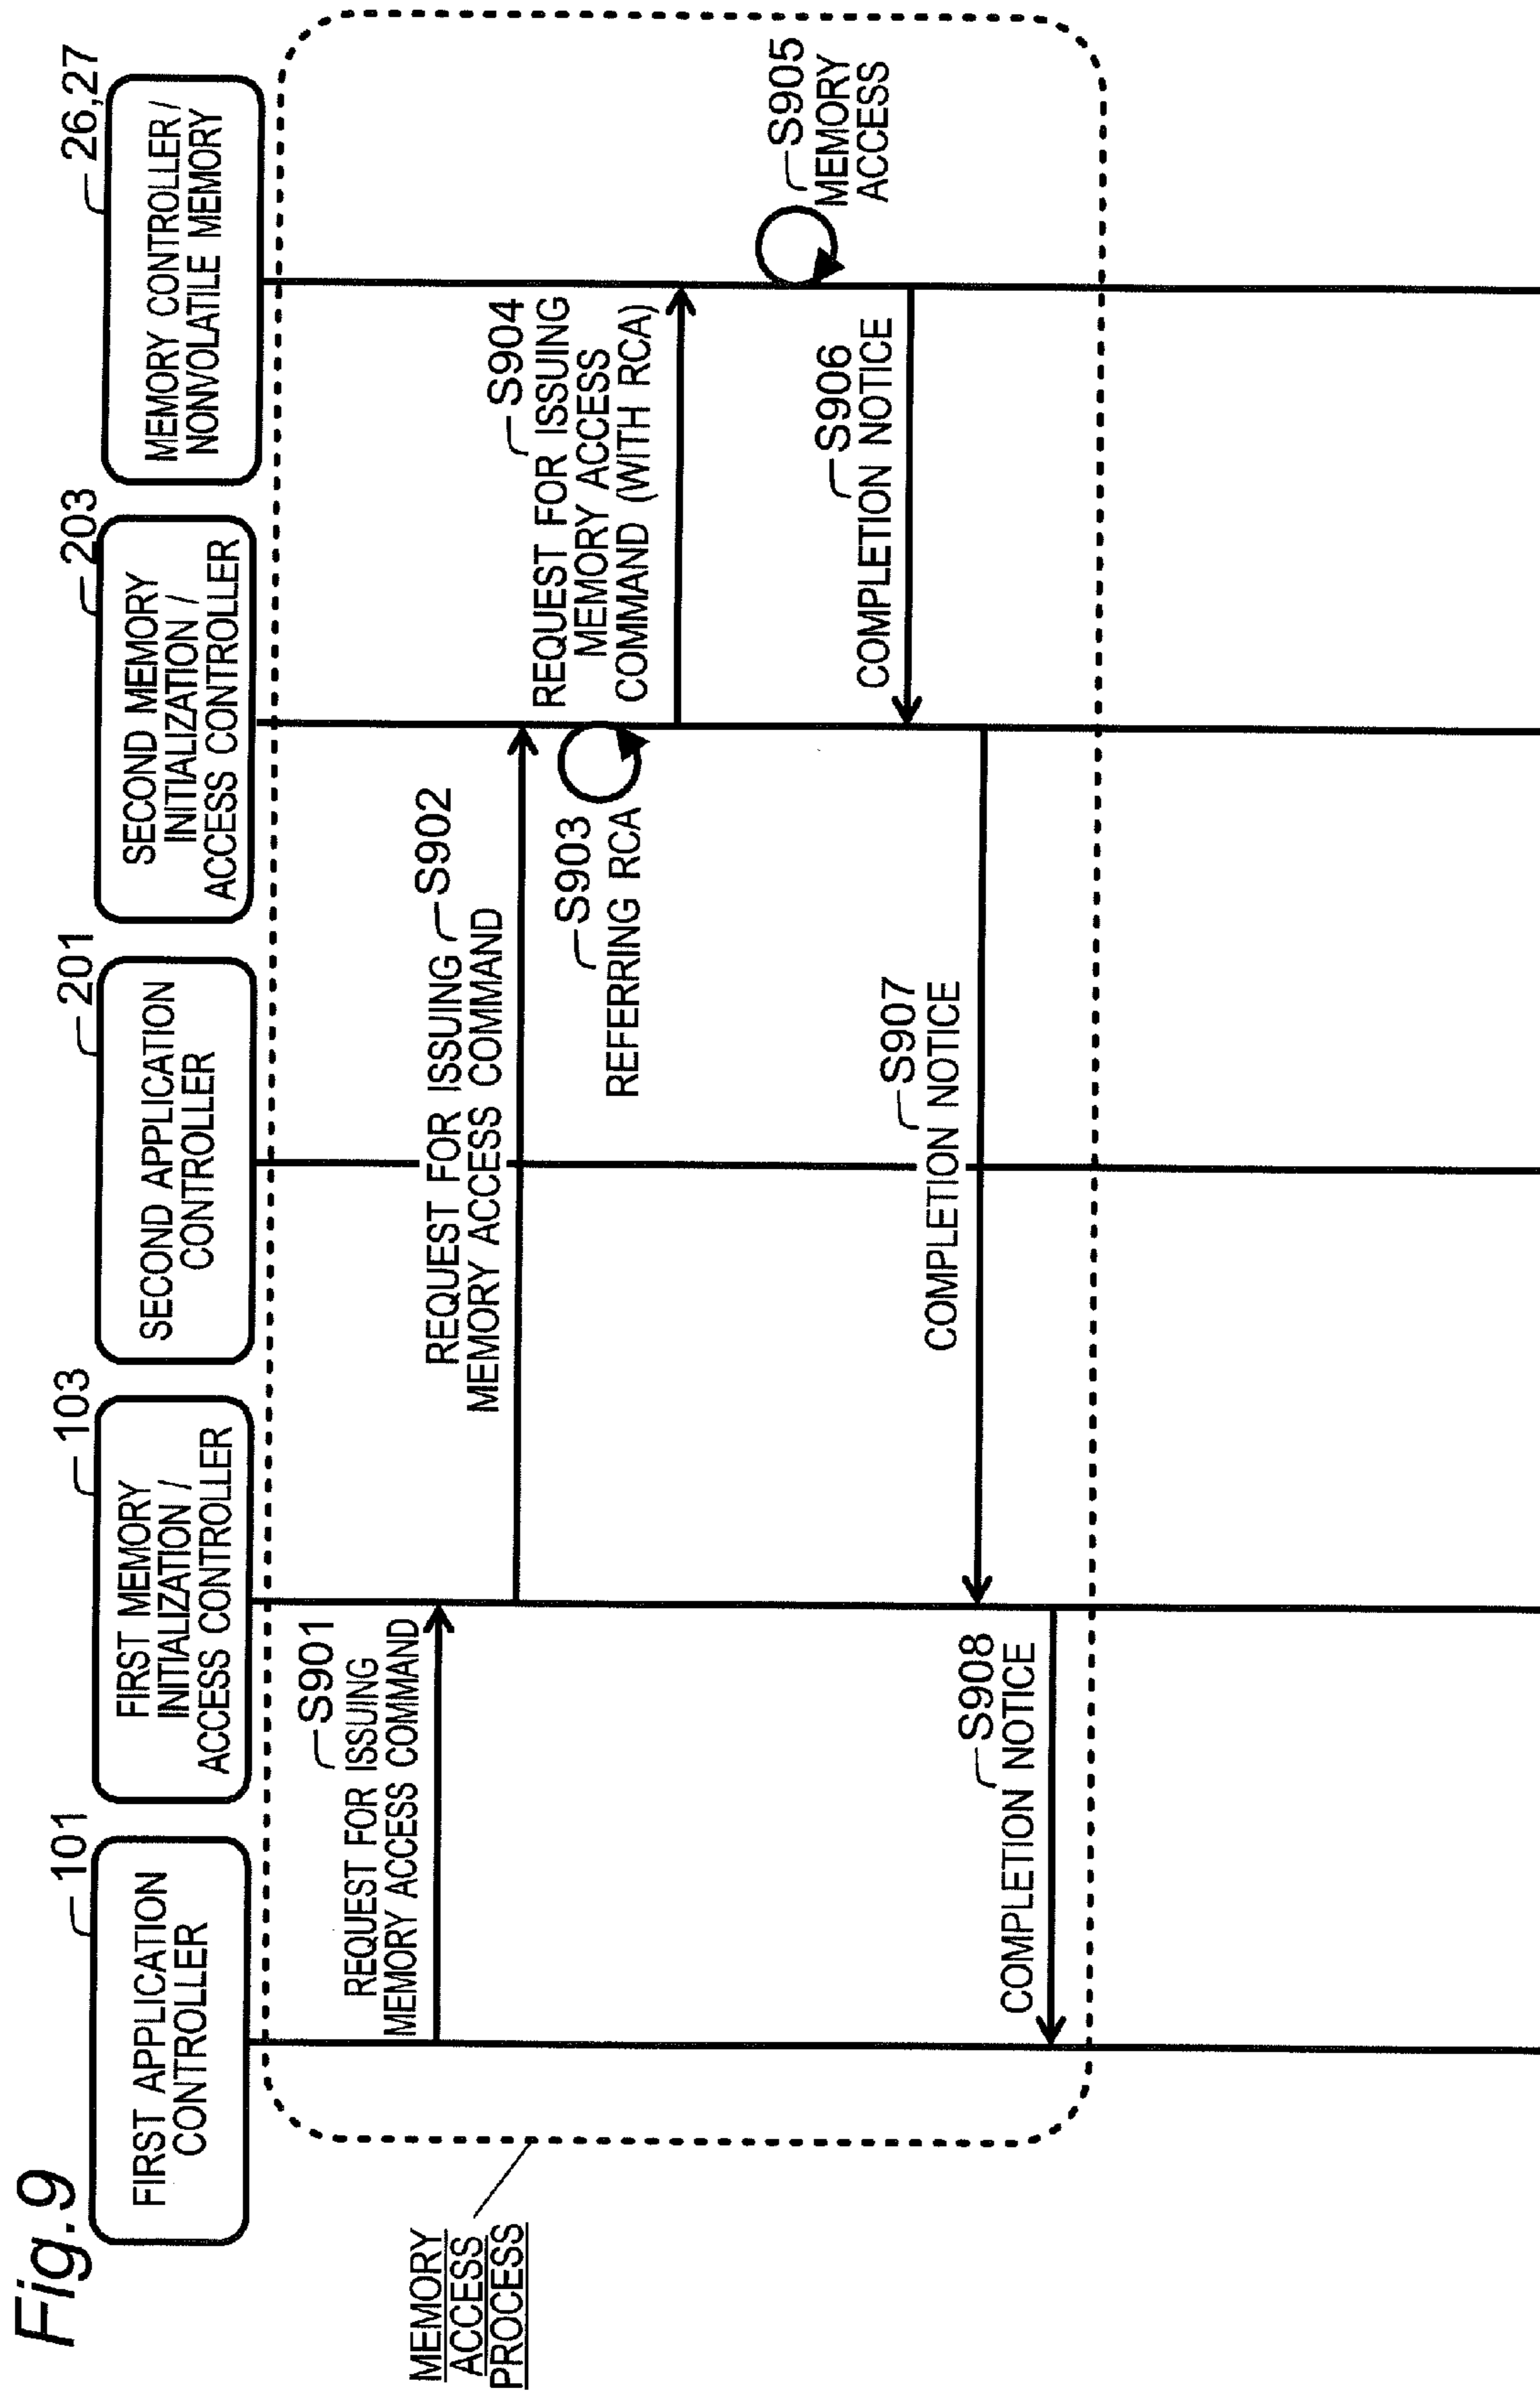 Fig.9
101
FIRST APPLICATION
CONTROLLER
103
FIRST MEMORY
INITIALIZATION /
ACCESS CONTROLLER
201
SECOND APPLICATION
CONTROLLER
203
SECOND MEMORY
INITIALIZATION /
ACCESS CONTROLLER
26,27
MEMORY CONTROLLER /
NONVOLATILE MEMORY
MEMORY
ACCESS
PROCESS
S901
REQUEST FOR ISSUING
MEMORY ACCESS COMMAND
REQUEST FOR ISSUING S902
MEMORY ACCESS COMMAND
S903
REFERRING RCA
S904
REQUEST FOR ISSUING
MEMORY ACCESS
COMMAND (WITH RCA)
S905
MEMORY
ACCESS
S906
COMPLETION NOTICE
S907
COMPLETION NOTICE
S908
COMPLETION NOTICE